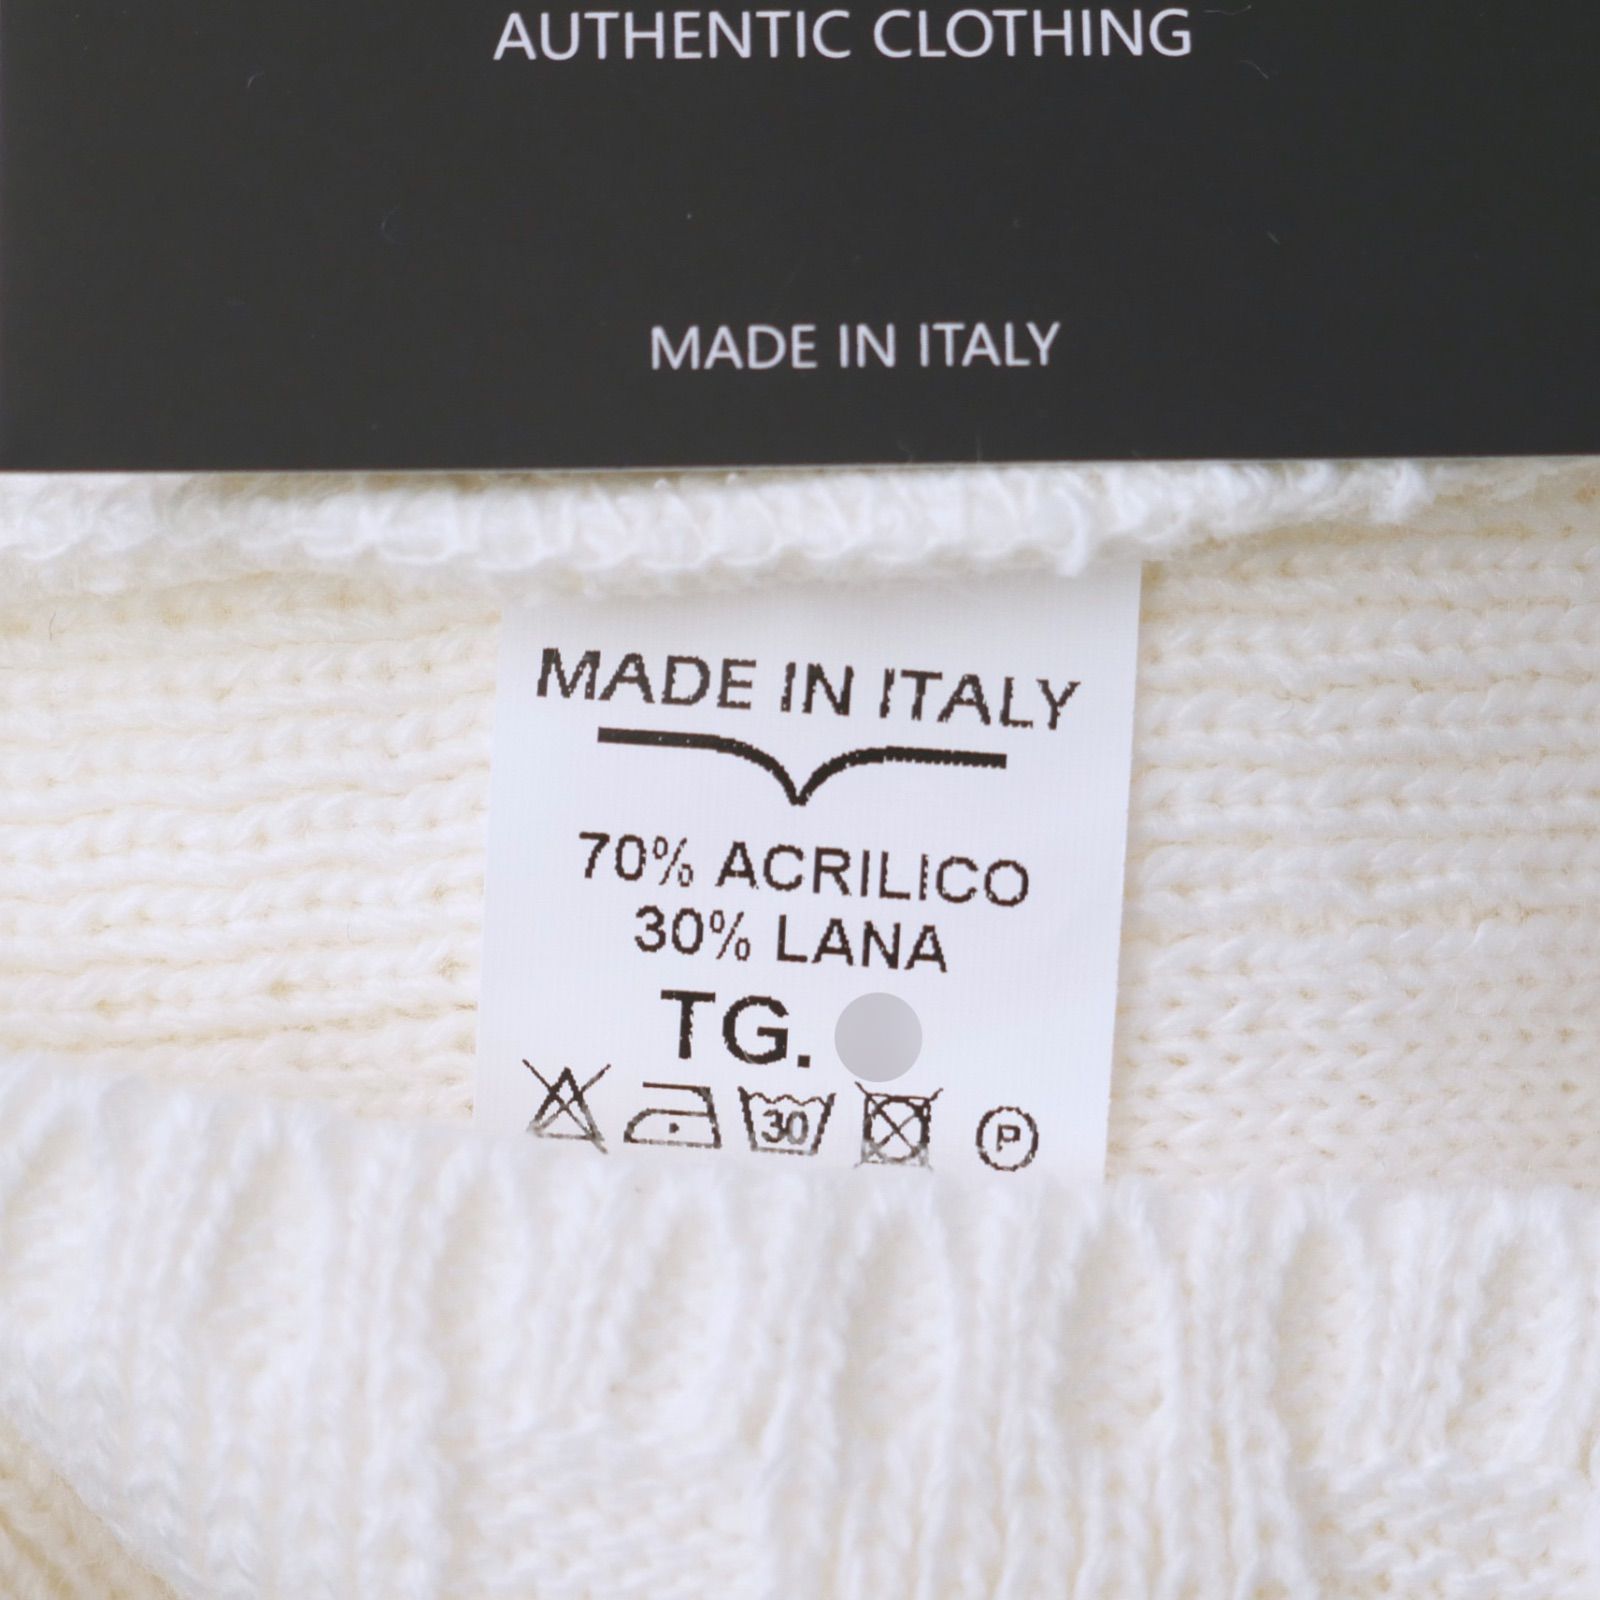 AUTHENTIC CLOTHING
MADE IN ITALY
MADE IN ITALY
70% ACRILICO
30% LANA
TG.
30 P